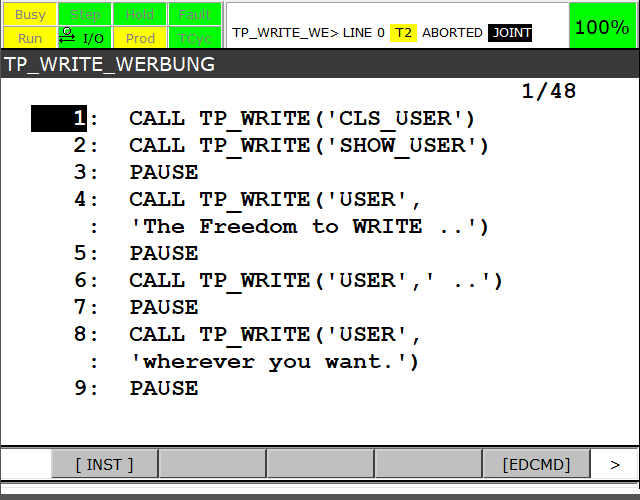 Busy Step Hold Fault
Run I/O Prod TCyc
TP_WRITE_WE> LINE 0 T2 ABORTED JOINT
100%
TP_WRITE_WERBUNG
1/48
1: CALL TP_WRITE('CLS_USER')
2: CALL TP_WRITE('SHOW_USER')
3: PAUSE
4: CALL TP_WRITE('USER',
: 'The Freedom to WRITE ..')
5: PAUSE
6: CALL TP_WRITE('USER',' ..')
7: PAUSE
8: CALL TP_WRITE('USER',
: 'wherever you want.')
9: PAUSE
[ INST ] [EDCMD] >